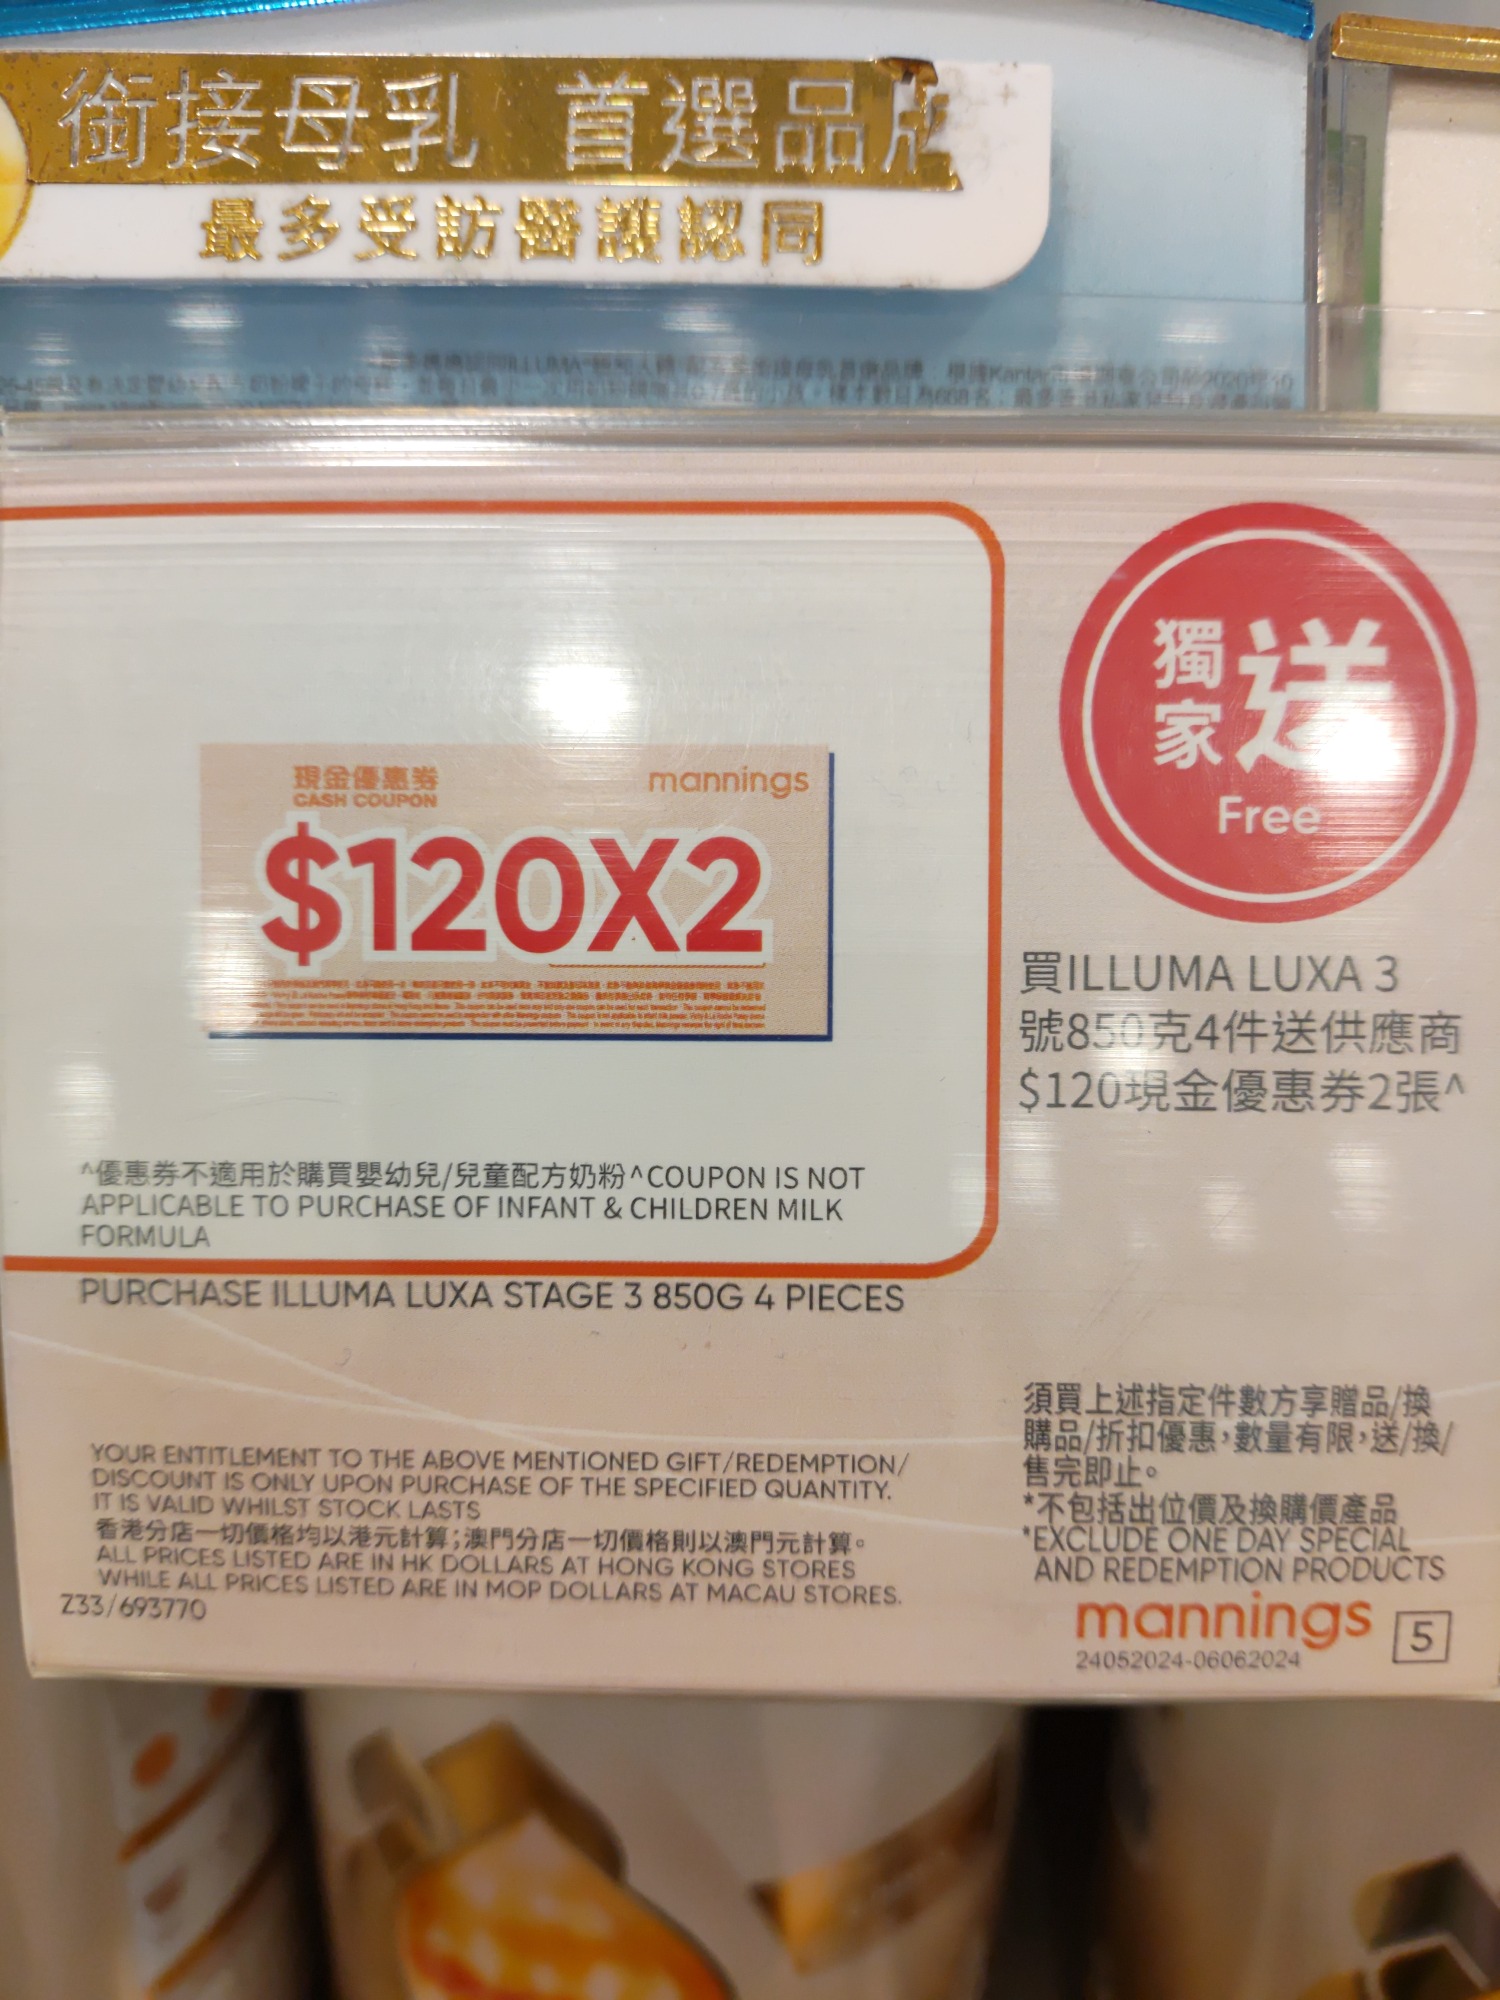 銜接母乳 首選品牌
最多受訪醫護認同
現金優惠券
CASH COUPON
mannings
$120X2
^優惠券不適用於購買嬰幼兒/兒童配方奶粉^COUPON IS NOT
APPLICABLE TO PURCHASE OF INFANT & CHILDREN MILK
FORMULA
PURCHASE ILLUMA LUXA STAGE 3 850G 4 PIECES
獨家送
Free
買ILLUMA LUXA 3
號850克4件送供應商
$120現金優惠券2張^
YOUR ENTITLEMENT TO THE ABOVE MENTIONED GIFT/REDEMPTION/
DISCOUNT IS ONLY UPON PURCHASE OF THE SPECIFIED QUANTITY.
IT IS VALID WHILST STOCK LASTS
香港分店一切價格均以港元計算;澳門分店一切價格則以澳門元計算。
ALL PRICES LISTED ARE IN HK DOLLARS AT HONG KONG STORES
WHILE ALL PRICES LISTED ARE IN MOP DOLLARS AT MACAU STORES.
Z33/693770
須買上述指定件數方享贈品/換
購品/折扣優惠,數量有限,送/換/
售完即止。
*不包括出位價及換購價產品
*EXCLUDE ONE DAY SPECIAL
AND REDEMPTION PRODUCTS
mannings
24052024-06062024
5